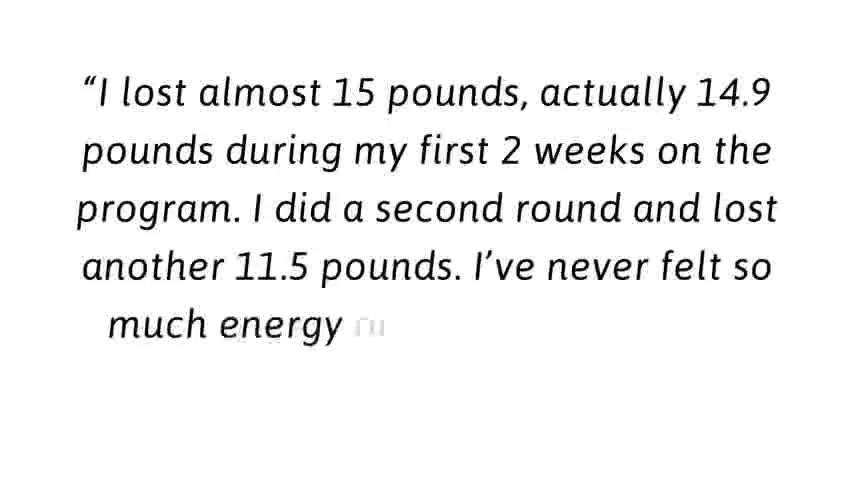 “I lost almost 15 pounds, actually 14.9
pounds during my first 2 weeks on the
program. I did a second round and lost
another 11.5 pounds. I’ve never felt so
much energy